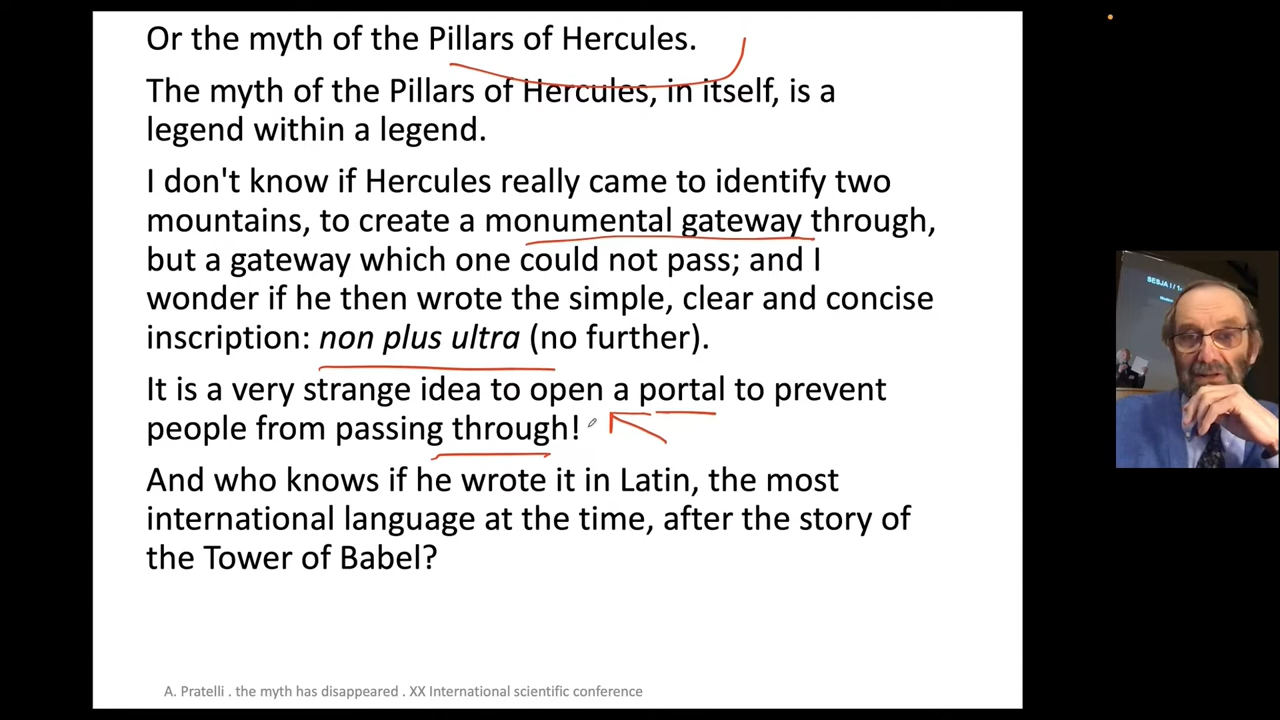 Or the myth of the Pillars of Hercules.
The myth of the Pillars of Hercules, in itself, is a
legend within a legend.
I don't know if Hercules really came to identify two
mountains, to create a monumental gateway through,
but a gateway which one could not pass; and I
wonder if he then wrote the simple, clear and concise
inscription: non plus ultra (no further).
It is a very strange idea to open a portal to prevent
people from passing through!
And who knows if he wrote it in Latin, the most
international language at the time, after the story of
the Tower of Babel?
A. Pratelli . the myth has disappeared . XX International scientific conference
SESJA I / 1